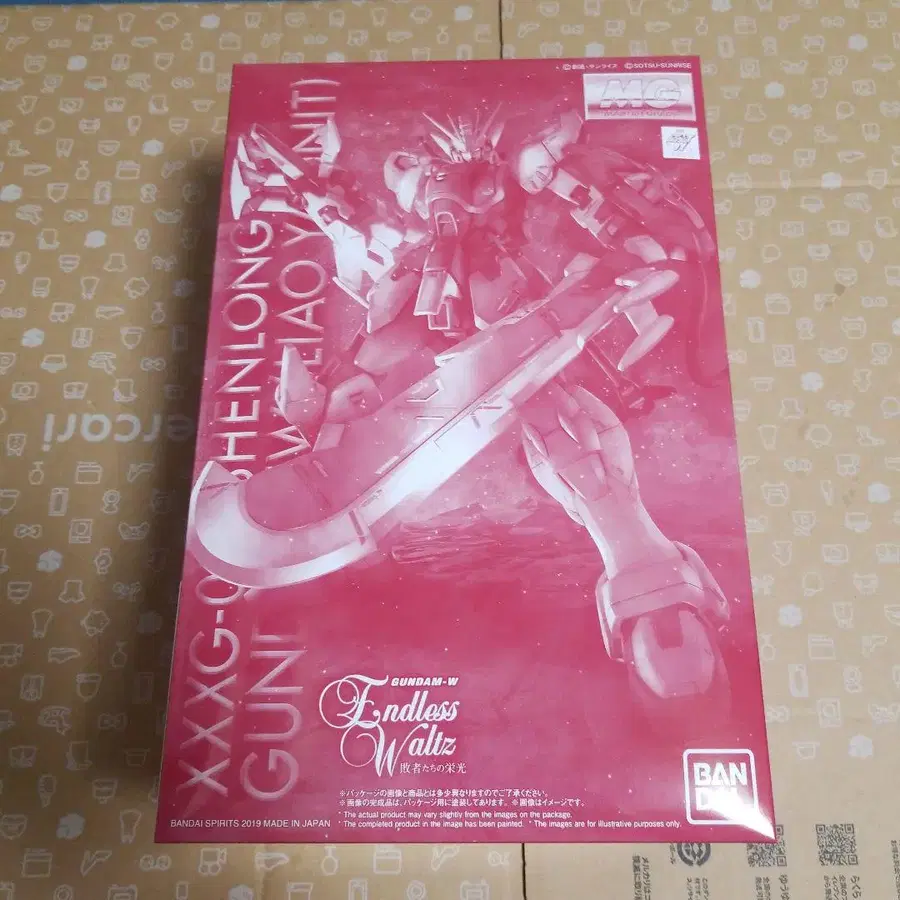 ©創通・サンライズ ©SOTSU・SUNRISE
MG
XXXG-0 SHENLONG
GUN W LIAO Y NIT)
GUNDAM-W
Endless
Waltz
敗者たちの栄光
※パッケージの画像と商品とは多少異なりますのでご了承ください。
※画像の完成品は、パッケージ用に塗装してあります。 ※画像はイメージです。
BANDAI SPIRITS 2019 MADE IN JAPAN
* The actual product may vary slightly from the images on the package.
* The completed product in the image has been painted. * The images are for illustrative purposes only.
BAN
DAI
ercari